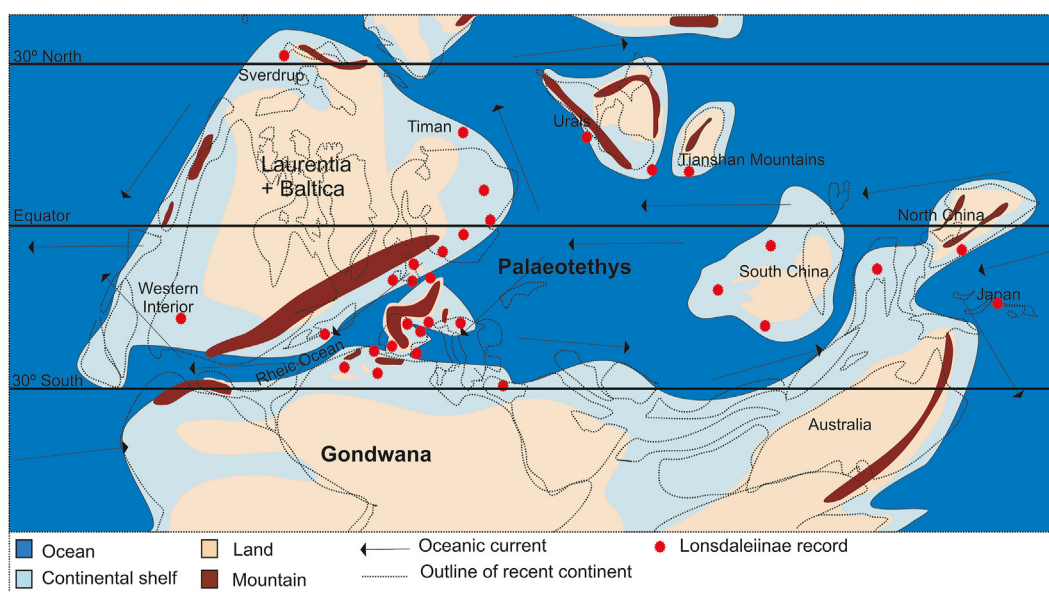 30º North
Sverdrup
Timan
Urals
Tianshan Mountains
Laurentia
+ Baltica
Equator
North China
Palaeotethys
South China
Western
Interior
Japan
Rheic Ocean
30º South
Australia
Gondwana
Ocean
Land
Oceanic current
Lonsdaleiinae record
Continental shelf
Mountain
Outline of recent continent